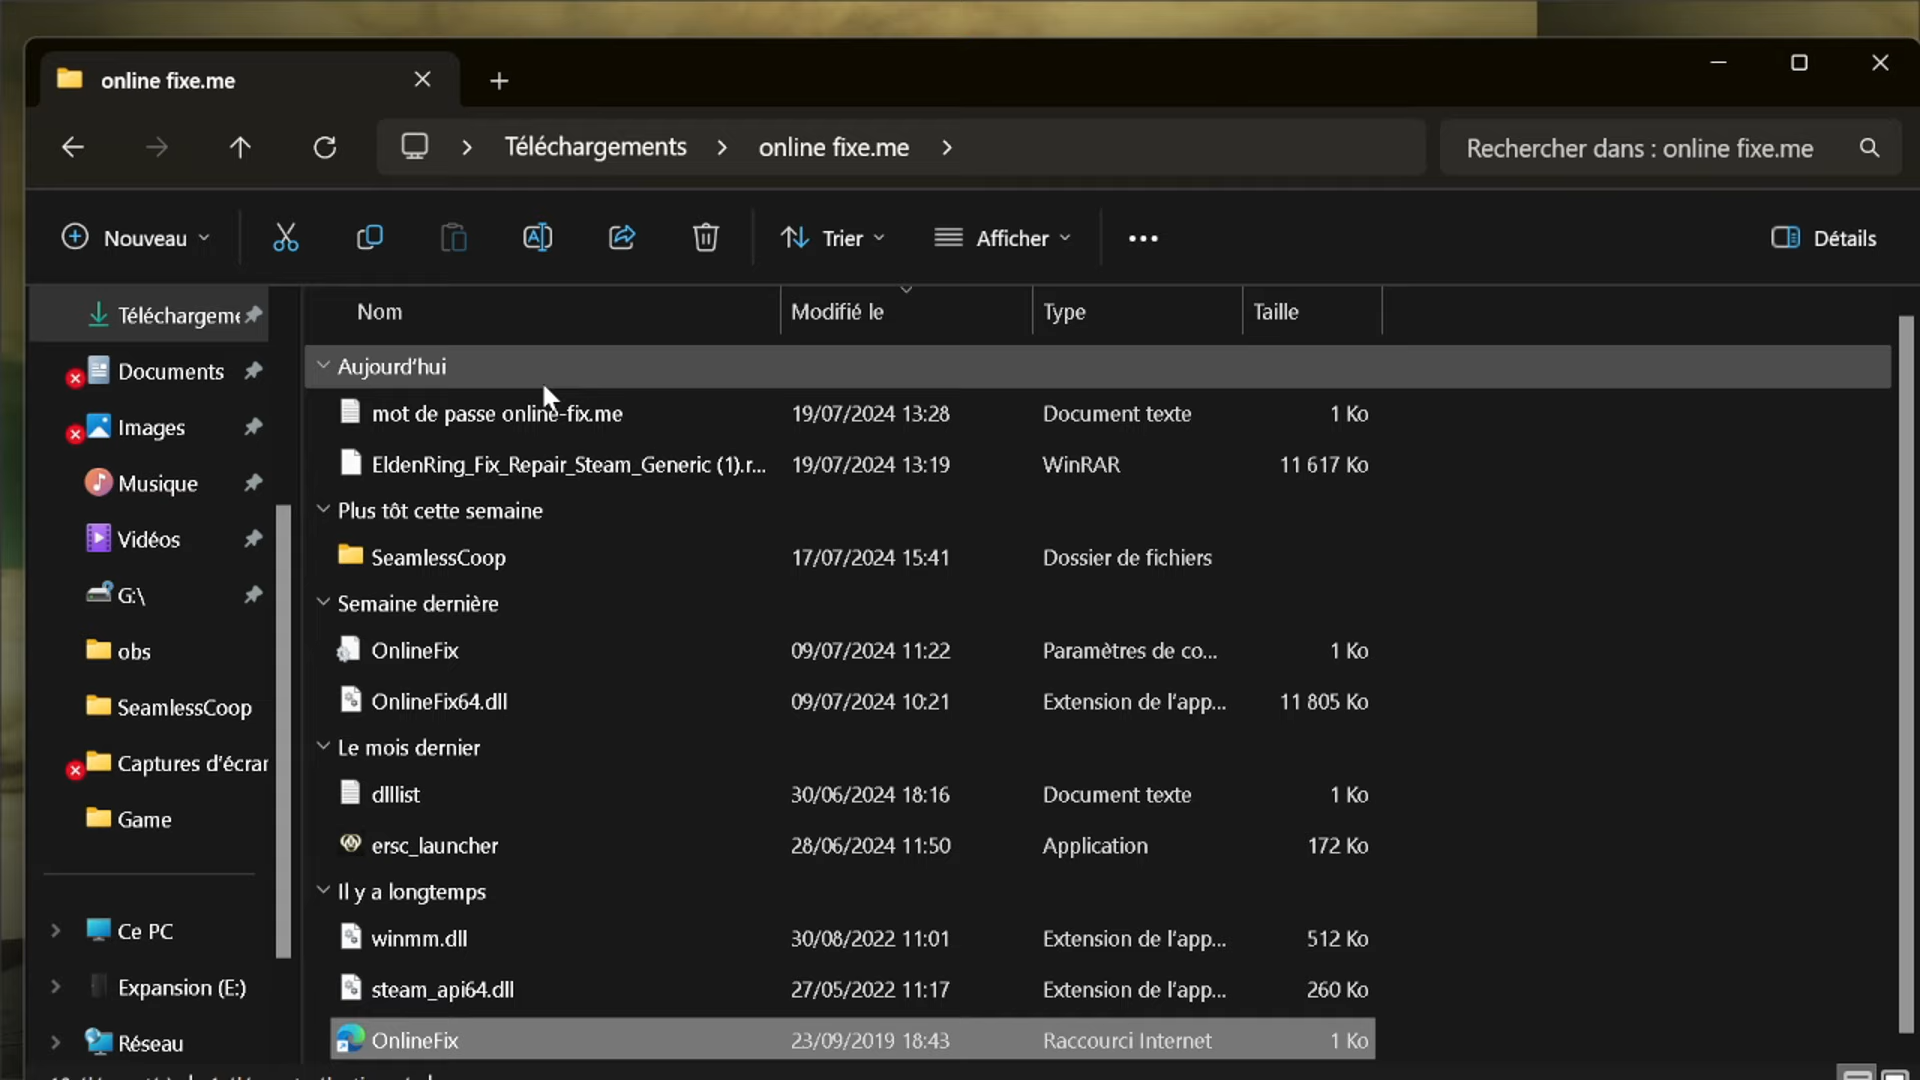 online fixe.me
Téléchargements
online fixe.me
Rechercher dans : online fixe.me
Nouveau
Trier
Afficher
Détails
Nom Modifié le Type Taille
Téléchargeme
Documents
Images
Musique
Vidéos
G:\
obs
SeamlessCoop
Captures d'écrar
Game
Ce PC
Expansion (E:)
Réseau
Aujourd'hui
mot de passe online-fix.me 19/07/2024 13:28 Document texte 1 Ko
EldenRing_Fix_Repair_Steam_Generic (1).r... 19/07/2024 13:19 WinRAR 11 617 Ko
Plus tôt cette semaine
SeamlessCoop 17/07/2024 15:41 Dossier de fichiers
Semaine dernière
OnlineFix 09/07/2024 11:22 Paramètres de co... 1 Ko
OnlineFix64.dll 09/07/2024 10:21 Extension de l'app... 11 805 Ko
Le mois dernier
dlllist 30/06/2024 18:16 Document texte 1 Ko
ersc_launcher 28/06/2024 11:50 Application 172 Ko
Il y a longtemps
winmm.dll 30/08/2022 11:01 Extension de l'app... 512 Ko
steam_api64.dll 27/05/2022 11:17 Extension de l'app... 260 Ko
OnlineFix 23/09/2019 18:43 Raccourci Internet 1 Ko